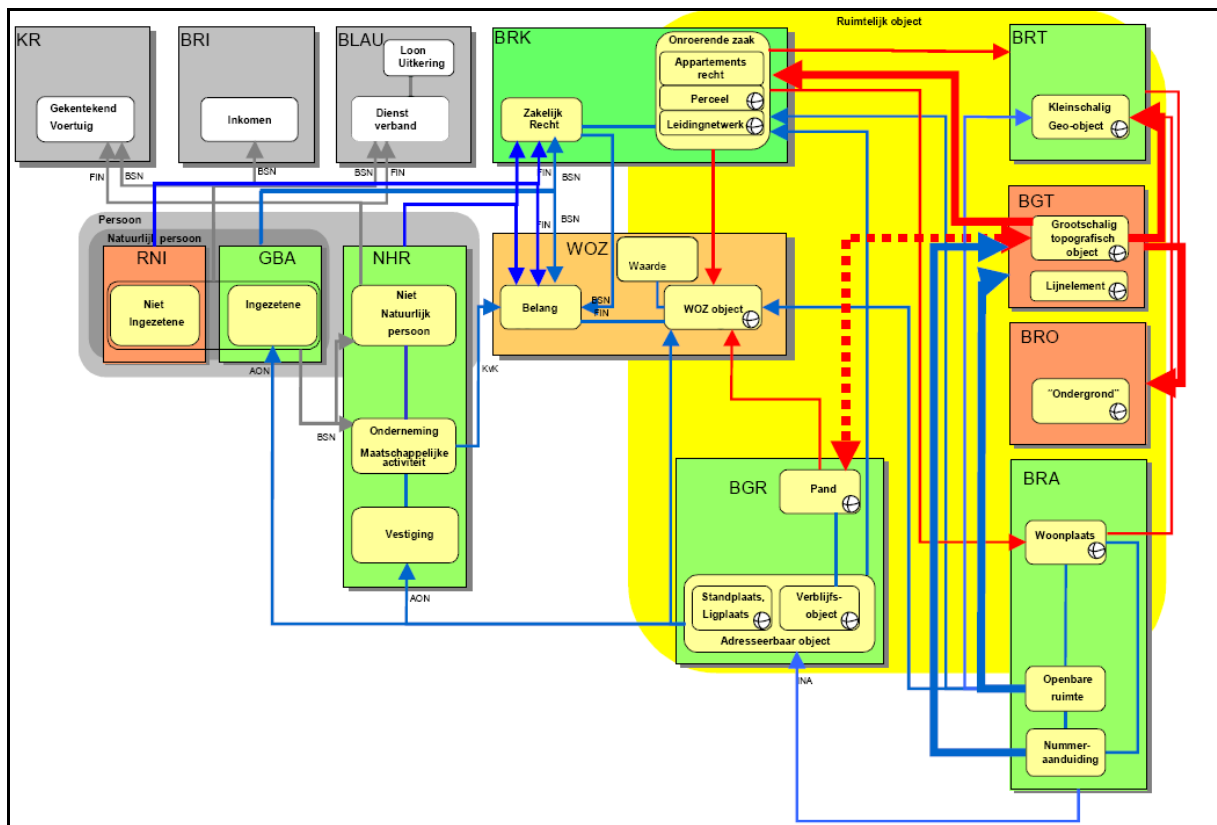 Ruimtelijk object
KR
Gekentekend
Voertuig
BRI
Inkomen
BLAU
Loon
Uitkering
Dienst
verband
BRK
Zakelijk
Recht
Onroerende zaak
Appartements
recht
Perceel
Leidingnetwerk
BRT
Kleinschalig
Geo-object
FIN
BSN
BSN
BSN
FIN
FIN
BSN
BSN
FIN
Persoon
Natuurlijk persoon
RNI
Niet
Ingezetene
GBA
Ingezetene
NHR
Niet
Natuurlijk
persoon
Onderneming
Maatschappelijke
activiteit
Vestiging
AON
BSN
KvK
AON
WOZ
Waarde
Belang
BSN
FIN
WOZ object
BGT
Grootschalig
topografisch
object
Lijnelement
BRO
"Ondergrond"
BGR
Pand
Standplaats,
Ligplaats
Verblijfs-
object
Adresseerbaar object
INA
BRA
Woonplaats
Openbare
ruimte
Nummer-
aanduiding